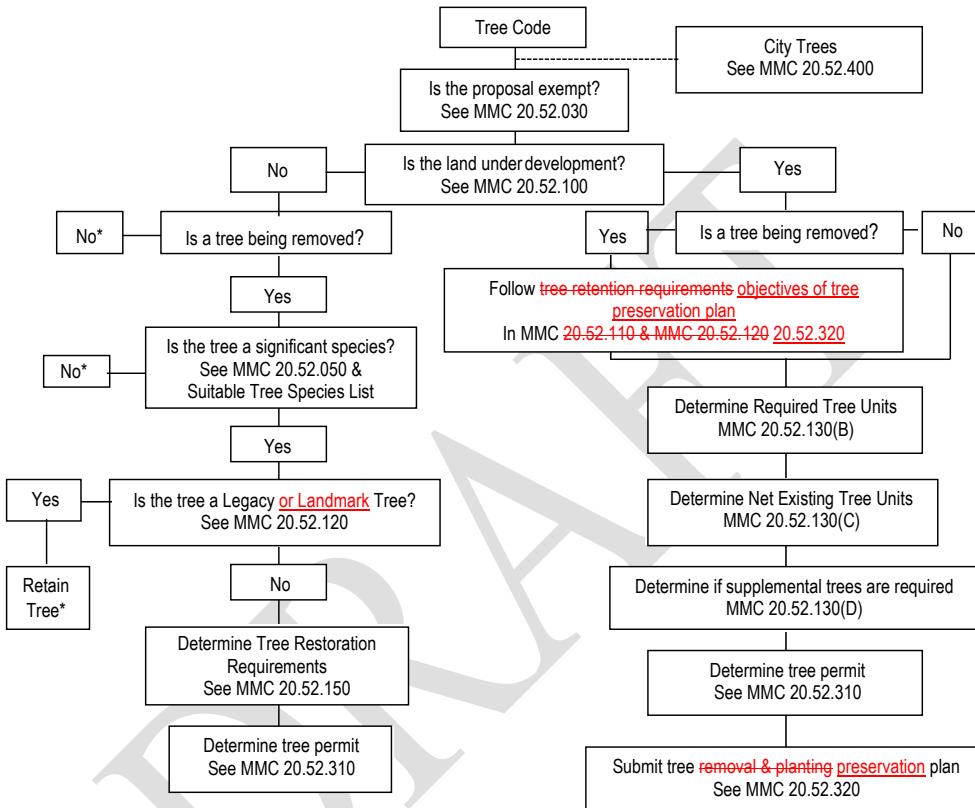 Tree Code
City Trees
See MMC 20.52.400
Is the proposal exempt?
See MMC 20.52.030
No
Is the land under development?
See MMC 20.52.100
Yes
No*
Is a tree being removed?
Yes
Is a tree being removed?
No
Yes
Follow tree retention requirements objectives of tree
preservation plan
In MMC 20.52.110 & MMC 20.52.120 20.52.320
No*
Is the tree a significant species?
See MMC 20.52.050 &
Suitable Tree Species List
Determine Required Tree Units
MMC 20.52.130(B)
Yes
Yes
Is the tree a Legacy or Landmark Tree?
See MMC 20.52.120
Determine Net Existing Tree Units
MMC 20.52.130(C)
Retain
Tree*
No
Determine if supplemental trees are required
MMC 20.52.130(D)
Determine Tree Restoration
Requirements
See MMC 20.52.150
Determine tree permit
See MMC 20.52.310
Determine tree permit
See MMC 20.52.310
Submit tree removal & planting preservation plan
See MMC 20.52.320
DRAFT